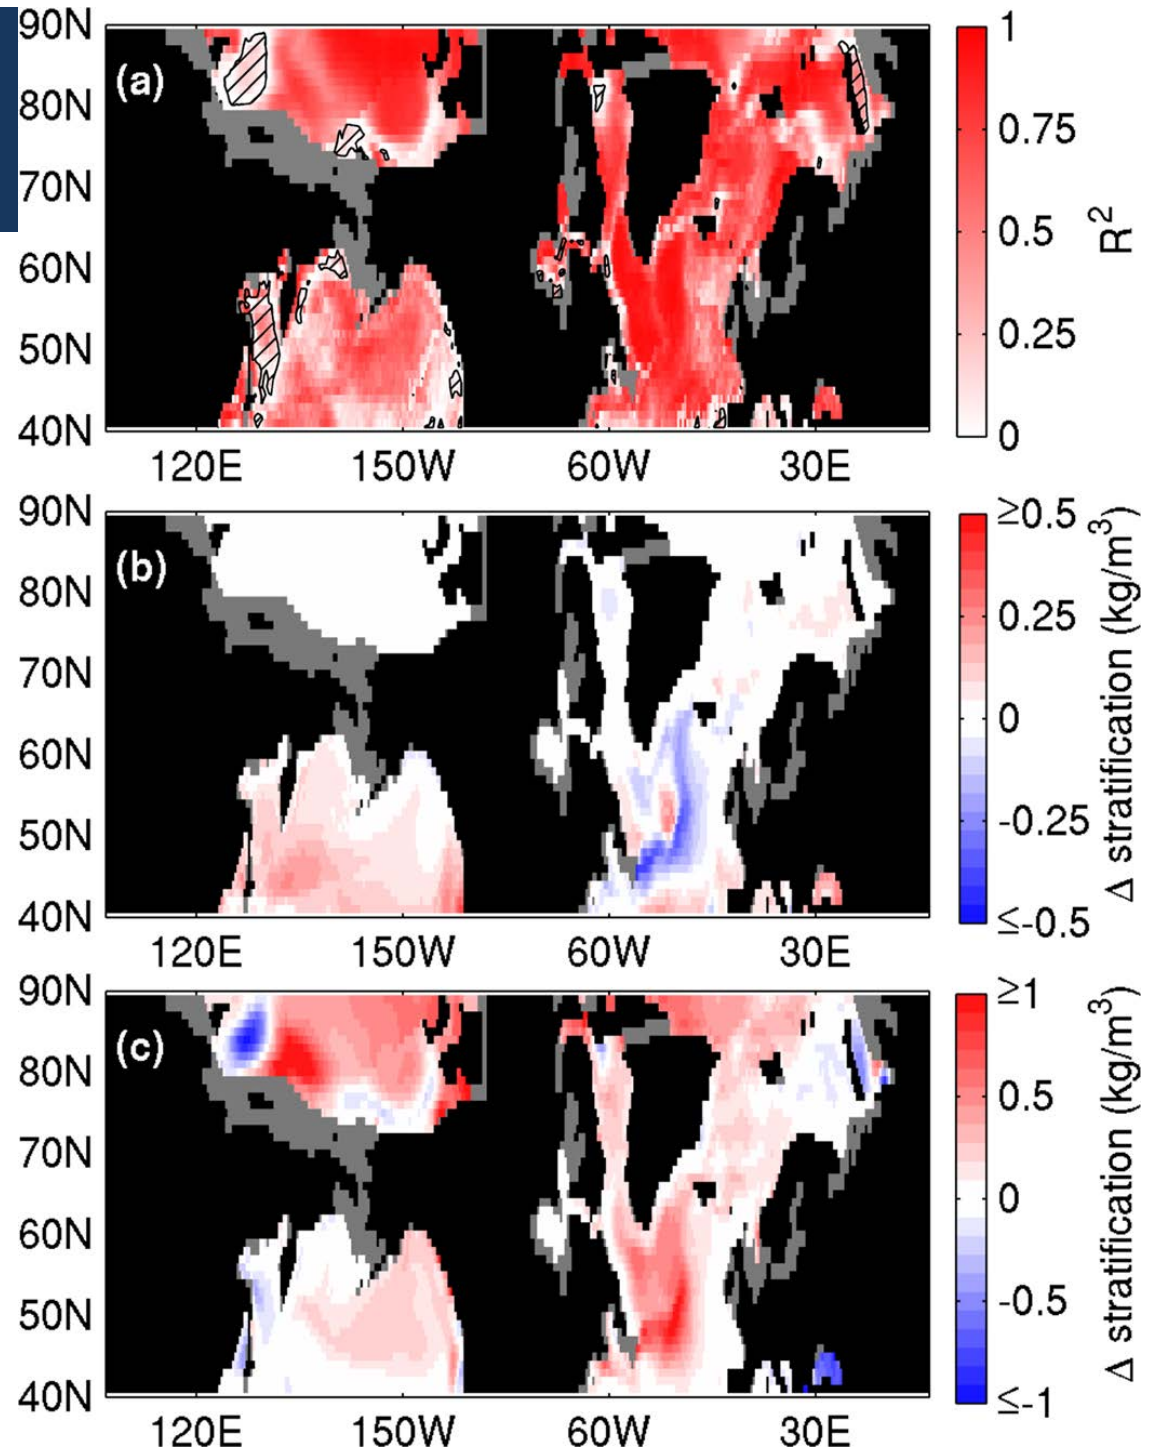 90N
(a)
80N
70N
60N
50N
40N
120E 150W 60W 30E
1
0.75
0.5
0.25
0
R²
90N
(b)
80N
70N
60N
50N
40N
120E 150W 60W 30E
≥0.5
0.25
0
-0.25
≤-0.5
Δ stratification (kg/m³)
90N
(c)
80N
70N
60N
50N
40N
120E 150W 60W 30E
≥1
0.5
0
-0.5
≤-1
Δ stratification (kg/m³)